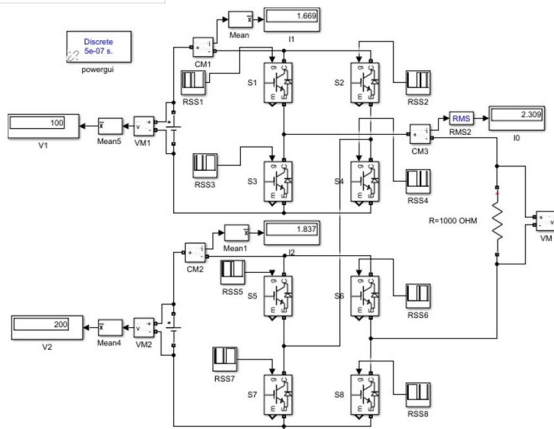 Discrete
5e-07 s.
powergui
Mean
1.669
I1
CM1
RSS1
S1
S2
RSS2
100
V1
Mean5
VM1
RMS
RMS2
2.309
I0
CM3
RSS3
S3
S4
RSS4
R=1000 OHM
VM
1.837
Mean1
I2
CM2
RSS5
S5
S6
RSS6
200
V2
Mean4
VM2
RSS7
S7
S8
RSS8